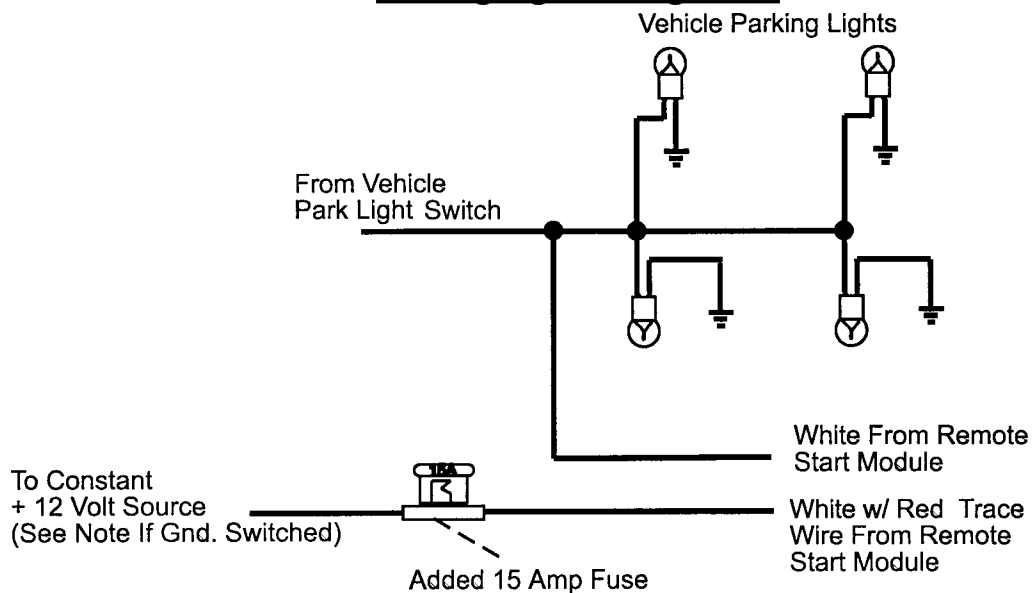 Vehicle Parking Lights
From Vehicle
Park Light Switch
White From Remote
Start Module
To Constant
+ 12 Volt Source
(See Note If Gnd. Switched)
15A
White w/ Red Trace
Wire From Remote
Start Module
Added 15 Amp Fuse